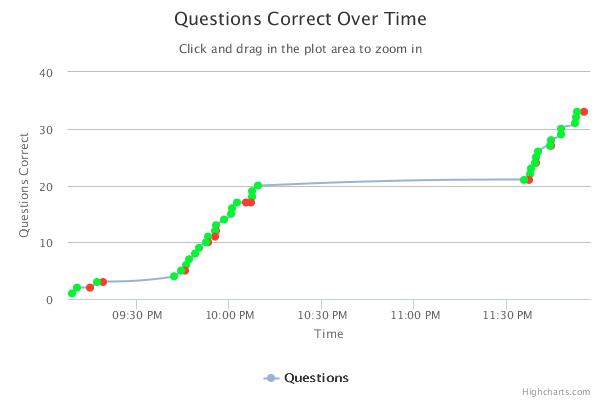 Questions Correct Over Time
Click and drag in the plot area to zoom in
Questions Correct
40
30
20
10
0
09:30 PM
10:00 PM
10:30 PM
11:00 PM
11:30 PM
Time
Questions
Highcharts.com